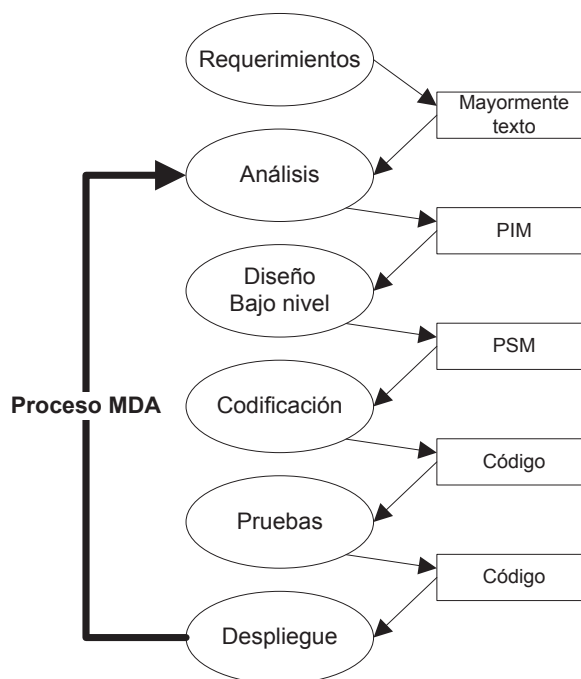 Requerimientos
Mayormente
texto
Análisis
PIM
Diseño
Bajo nivel
PSM
Proceso MDA
Codificación
Código
Pruebas
Código
Despliegue